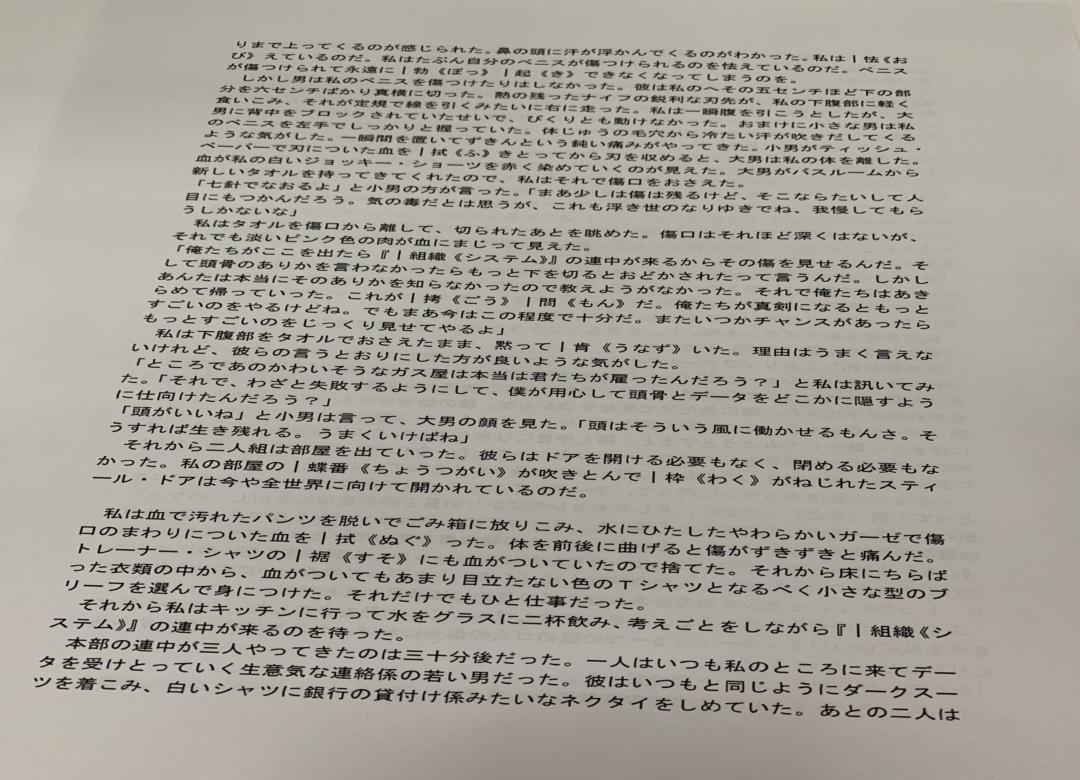 りまで上ってくるのが感じられた。鼻の頭に汗が浮かんでくるのがわかった。私は｜怯《お
び》えているのだ。私はたぶん自分のペニスが傷つけられるのを怯えているのだ。ペニス
が傷つけられて永遠に｜勃《ぼっ》｜起《き》できなくなってしまうのを。
　しかし男は私のペニスを傷つけたりはしなかった。彼は私のへその五センチほど下の部
分を六センチばかり真横に切った。熱の残ったナイフの鋭利な刃先が、私の下腹部に軽く
食いこみ、それが定規で線を引くみたいに右に走った。私は一瞬腹を引こうとしたが、大
男に背中をブロックされていたせいで、びくりとも動けなかった。おまけに小さな男は私
のペニスを左手でしっかりと握っていた。体じゅうの毛穴から冷たい汗が吹きだしてくる
ような気がした。一瞬間を置いてずきんという鈍い痛みがやってきた。小男がティッシュ・
ペーパーで刃についた血を｜拭《ふ》きとってから刃を収めると、大男は私の体を離した。
血が私の白いジョッキー・ショーツを赤く染めていくのが見えた。大男がバスルームから
新しいタオルを持ってきてくれたので、私はそれで傷口をおさえた。
「七針でなおるよ」と小男の方が言った。「まあ少しは傷は残るけど、そこならたいして人
目にもつかんだろう。気の毒だとは思うが、これも浮き世のなりゆきでね、我慢してもら
うしかないな」
　私はタオルを傷口から離して、切られたあとを眺めた。傷口はそれほど深くはないが、
それでも淡いピンク色の肉が血にまじって見えた。
「俺たちがここを出たら『｜組織《システム》』の連中が来るからその傷を見せるんだ。そ
して頭骨のありかを言わなかったらもっと下を切るとおどかされたって言うんだ。しかし
あんたは本当にそのありかを知らなかったので教えようがなかった。それで俺たちはあき
らめて帰っていった。これが｜拷《ごう》｜問《もん》だ。俺たちが真剣になるともっと
すごいのをやるけどね。でもまあ今はこの程度で十分だ。またいつかチャンスがあったら
もっとすごいのをじっくり見せてやるよ」
　私は下腹部をタオルでおさえたまま、黙って｜肯《うなず》いた。理由はうまく言えな
いけれど、彼らの言うとおりにした方が良いような気がした。
「ところであのかわいそうなガス屋は本当は君たちが雇ったんだろう？」と私は訊いてみ
た。「それで、わざと失敗するようにして、僕が用心して頭骨とデータをどこかに隠すよう
に仕向けたんだろう？」
「頭がいいね」と小男は言って、大男の顔を見た。「頭はそういう風に働かせるもんさ。そ
うすれば生き残れる。うまくいけばね」
　それから二人組は部屋を出ていった。彼らはドアを開ける必要もなく、閉める必要もな
かった。私の部屋の｜蝶番《ちょうつがい》が吹きとんで｜枠《わく》がねじれたスティ
ール・ドアは今や全世界に向けて開かれているのだ。
　私は血で汚れたパンツを脱いでごみ箱に放りこみ、水にひたしたやわらかいガーゼで傷
口のまわりについた血を｜拭《ぬぐ》った。体を前後に曲げると傷がずきずきと痛んだ。
トレーナー・シャツの｜裾《すそ》にも血がついていたので捨てた。それから床にちらば
った衣類の中から、血がついてもあまり目立たない色のＴシャツとなるべく小さな型のブ
リーフを選んで身につけた。それだけでもひと仕事だった。
　それから私はキッチンに行って水をグラスに二杯飲み、考えごとをしながら『｜組織《シ
ステム》』の連中が来るのを待った。
　本部の連中が三人やってきたのは三十分後だった。一人はいつも私のところに来てデー
タを受けとっていく生意気な連絡係の若い男だった。彼はいつもと同じようにダークスー
ツを着こみ、白いシャツに銀行の貸付け係みたいなネクタイをしめていた。あとの二人は